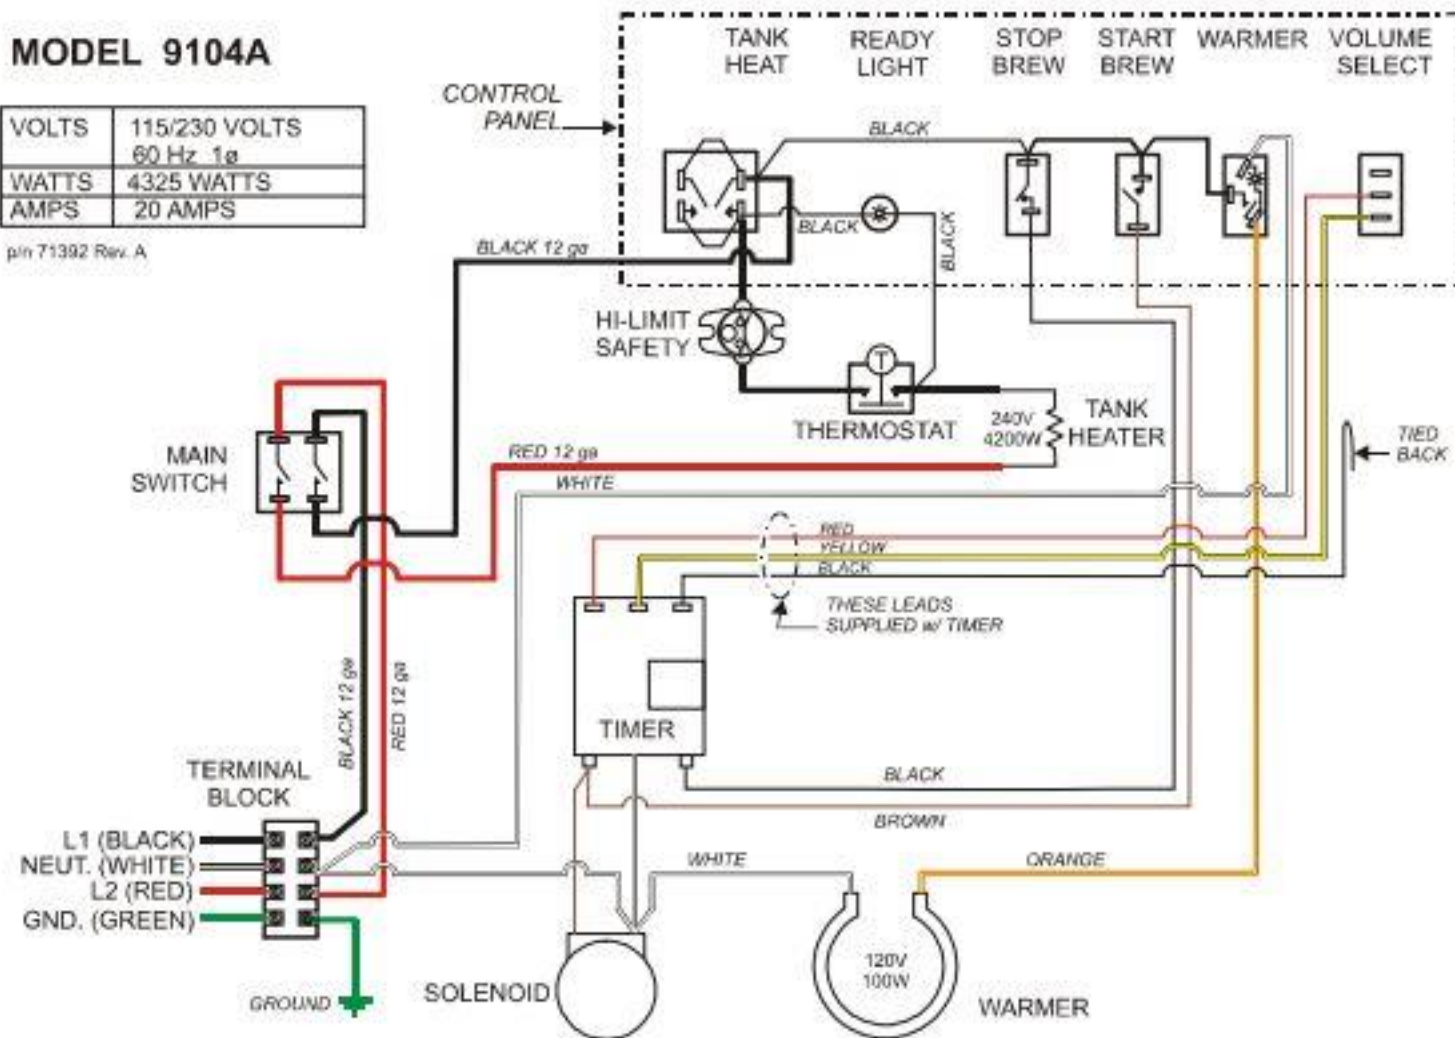 MODEL 9104A
VOLTS 115/230 VOLTS
60 Hz 1ø
WATTS 4325 WATTS
AMPS 20 AMPS
p/n 71392 Rev. A
CONTROL
PANEL
TANK
HEAT
READY
LIGHT
STOP
BREW
START
BREW
WARMER
VOLUME
SELECT
BLACK
BLACK
BLACK
BLACK 12 ga
HI-LIMIT
SAFETY
T
THERMOSTAT
240V
4200W
TANK
HEATER
MAIN
SWITCH
RED 12 ga
WHITE
TIED
BACK
RED
YELLOW
BLACK
THESE LEADS
SUPPLIED w/ TIMER
BLACK 12 ga
RED 12 ga
TIMER
TERMINAL
BLOCK
BLACK
BROWN
L1 (BLACK)
NEUT. (WHITE)
L2 (RED)
GND. (GREEN)
WHITE
ORANGE
GROUND
SOLENOID
120V
100W
WARMER